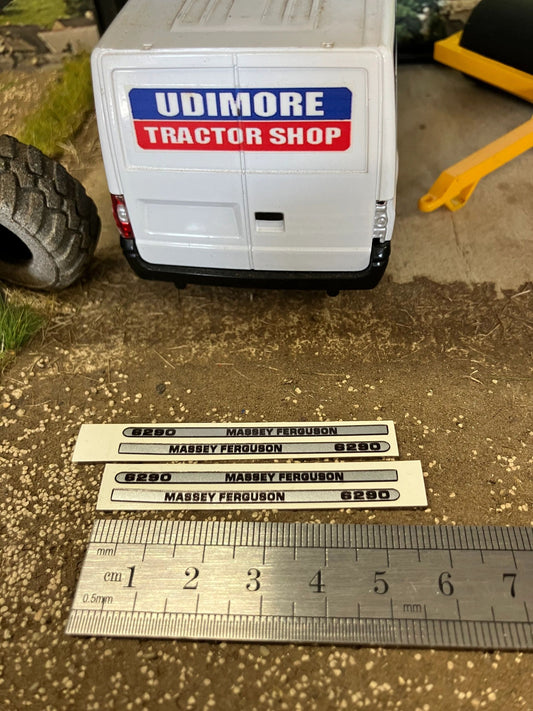 UDIMORE
TRACTOR SHOP
6290 MASSEY FERGUSON
MASSEY FERGUSON 6290
6290 MASSEY FERGUSON
MASSEY FERGUSON 6290
mm
cm 1 2 3 4 5 6 7
0.5mm mm